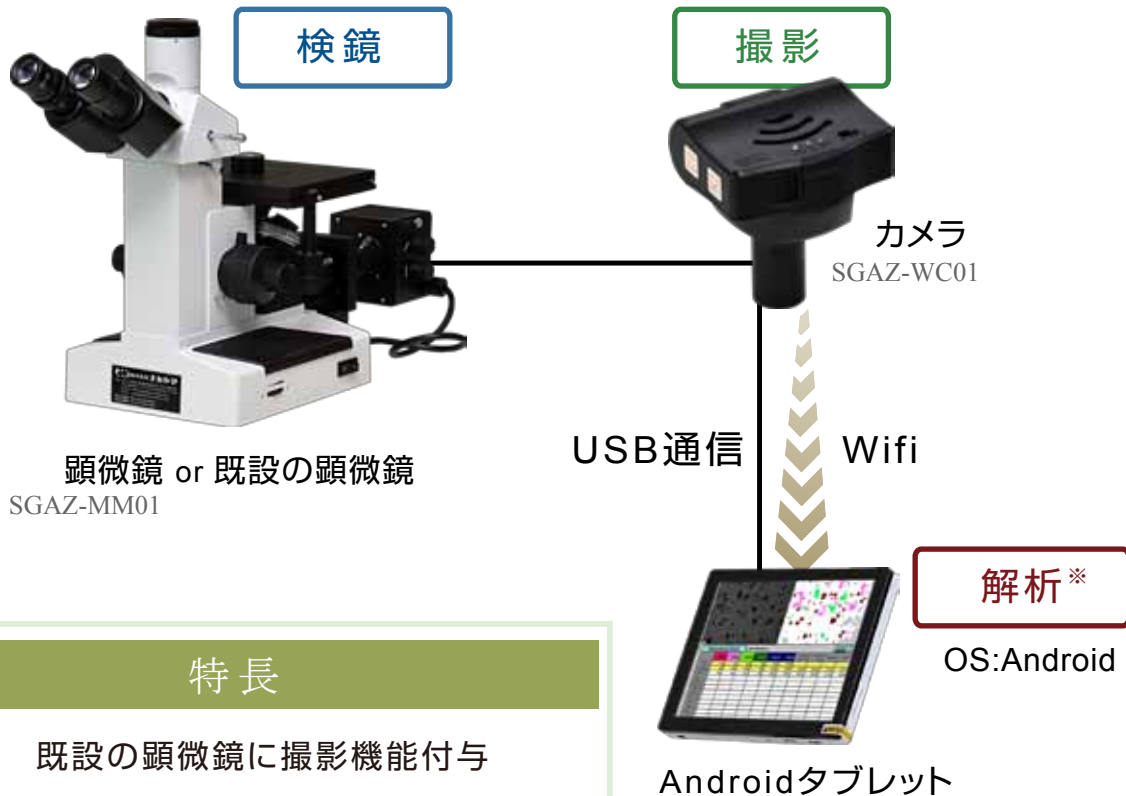 検鏡
撮影
カメラ
SGAZ-WC01
顕微鏡 or 既設の顕微鏡
SGAZ-MM01
USB通信
Wifi
解析※
OS:Android
Androidタブレット
特長
既設の顕微鏡に撮影機能付与